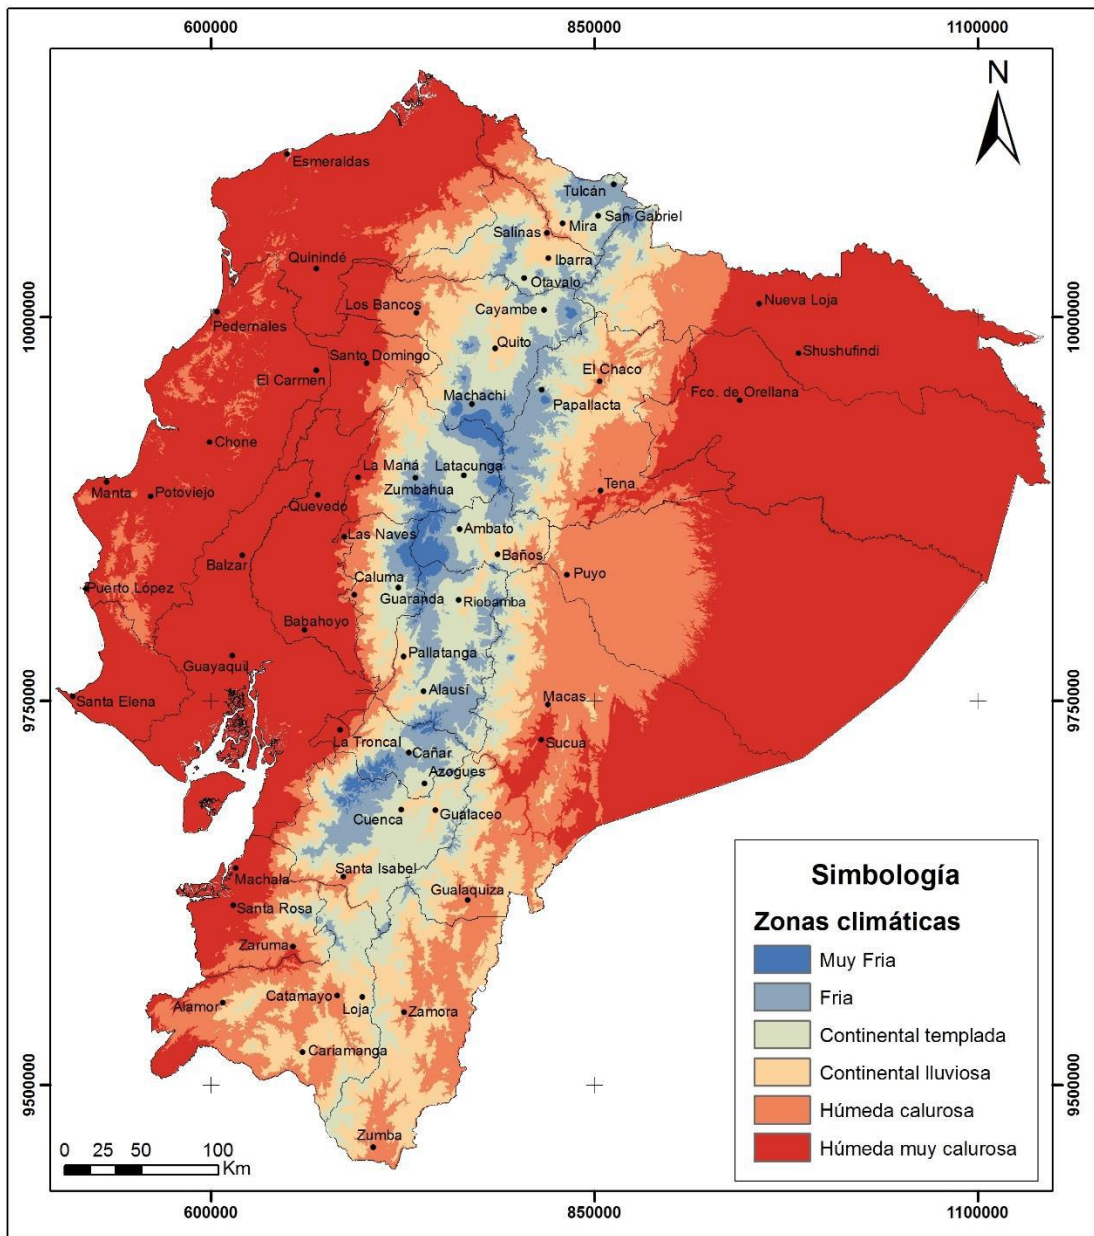 600000
850000
1100000
N
Esmeraldas
Tulcán
San Gabriel
Mira
Salinas
Ibarra
Quinindé
Otavalo
Nueva Loja
Los Bancos
Cayambe
10000000
10000000
Pedernales
Quito
Shushufindi
Santo Domingo
El Chaco
El Carmen
Machachi
Papallacta
Fco. de Orellana
Chone
La Maná
Latacunga
Manta
Potoviejo
Zumbahua
Tena
Quevedo
Ambato
Las Naves
Baños
Balzar
Caluma
Puyo
Puerto López
Guaranda
Riobamba
Babahoyo
Guayaquil
Pallatanga
Santa Elena
Alausí
Macas
9750000
9750000
La Troncal
Cañar
Sucua
Azogues
Cuenca
Gualaceo
Machala
Santa Isabel
Gualaquiza
Santa Rosa
Zaruma
Alamor
Catamayo
Loja
Zamora
Cariamanga
9500000
9500000
Zumba
Simbología
Zonas climáticas
Muy Fria
Fria
Continental templada
Continental lluviosa
Húmeda calurosa
Húmeda muy calurosa
0 25 50 100
Km
600000
850000
1100000